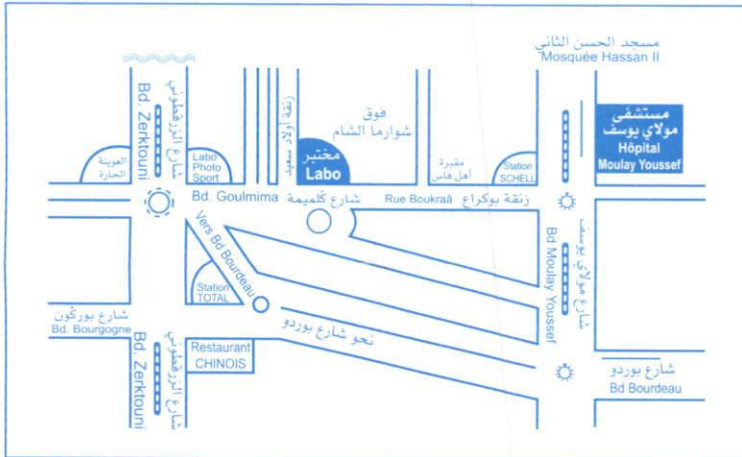 مسجد الحسن الثاني
Mosquée Hassan II
Bd. Zerktouni
شارع الزرقطوني
زنقة أولاد سعيد
فوق
شوارما الشام
مستشفى
مولاي يوسف
Hôpital
Moulay Youssef
العوينة
الحارة
Labo
Photo
Sport
مختبر
Labo
مقبرة
أهل فاس
Station
SCHELL
Bd. Goulmima شارع كلميمة
Rue Boukraâ زنقة بوكراع
Vers Bd Bourdeau
Station
TOTAL
Bd Moulay Youssef
شارع مولاي يوسف
شارع بوركون
Bd. Bourgogne
نحو شارع بوردو
Restaurant
CHINOIS
Bd. Zerktouni
شارع الزرقطوني
شارع بوردو
Bd Bourdeau